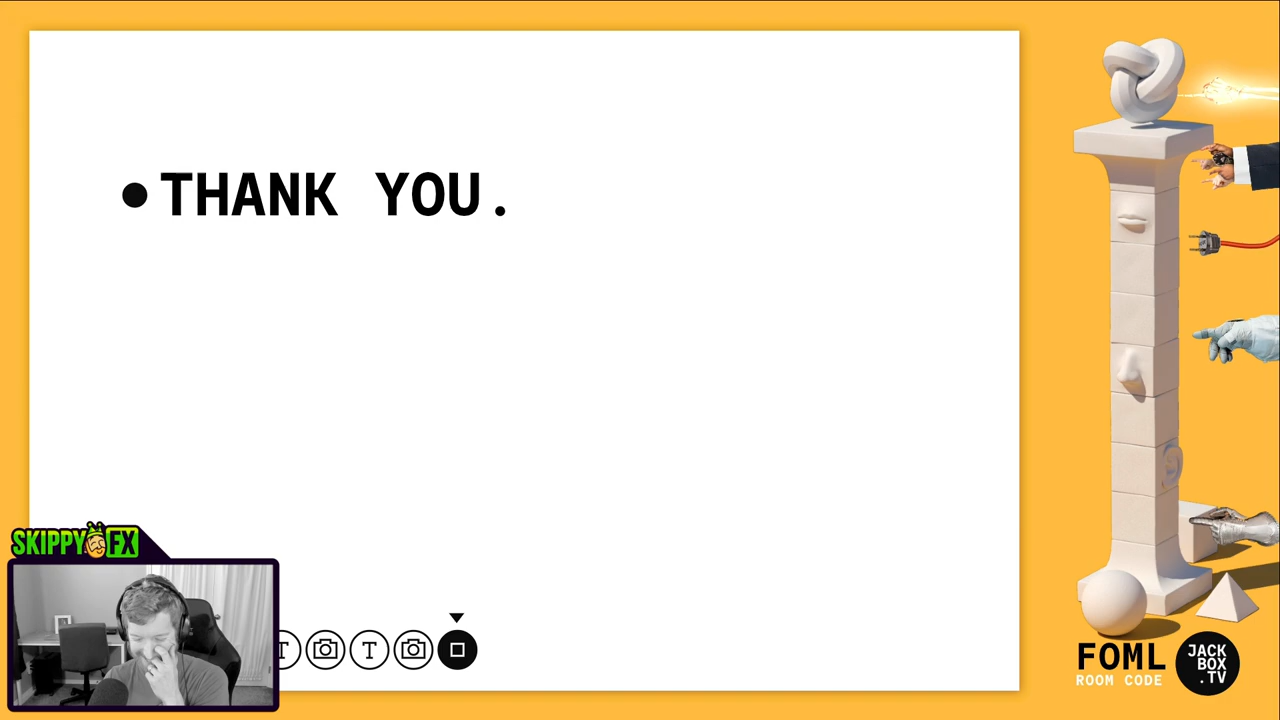 ●THANK YOU.
SKIPPY FX
T
T
FOML
ROOM CODE
JACK
BOX
.TV